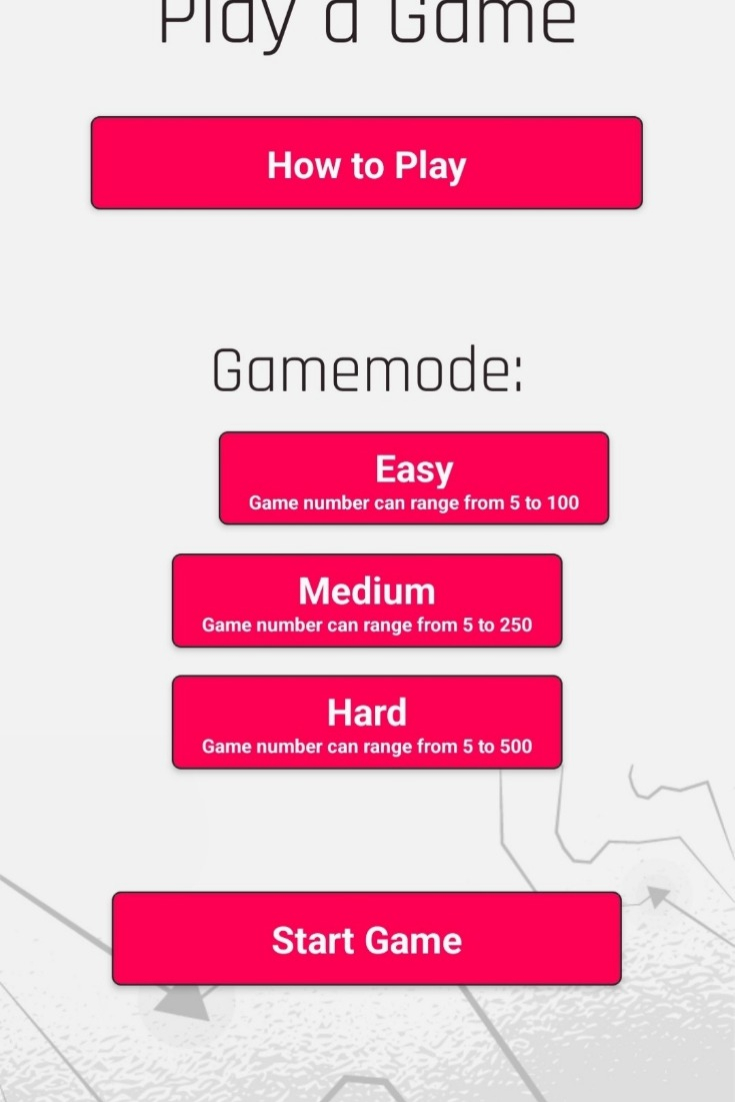 Play a Game
How to Play
Gamemode:
Easy
Game number can range from 5 to 100
Medium
Game number can range from 5 to 250
Hard
Game number can range from 5 to 500
Start Game